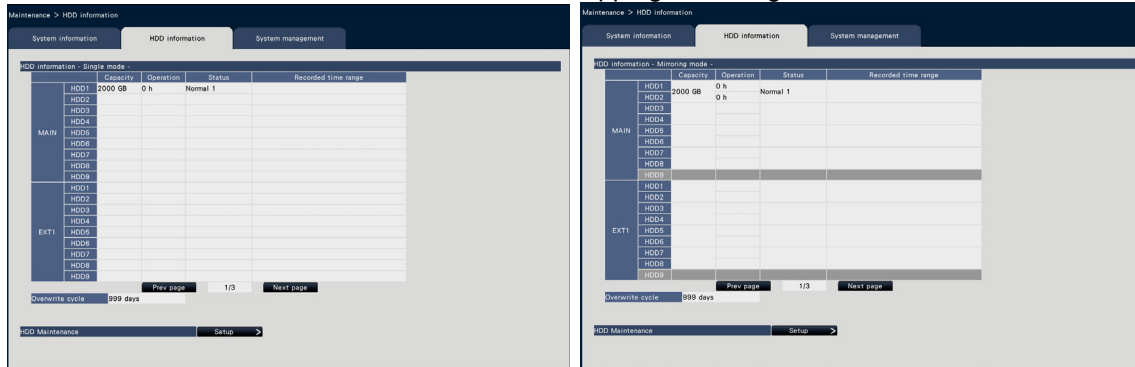 Maintenance > HDD information
System information HDD information System management
HDD information - Single mode -
Capacity Operation Status Recorded time range
HDD1 2000 GB 0 h Normal 1
HDD2
HDD3
HDD4
MAIN HDD5
HDD6
HDD7
HDD8
HDD9
HDD1
HDD2
HDD3
HDD4
EXT1 HDD5
HDD6
HDD7
HDD8
HDD9
Prev page 1/3 Next page
Overwrite cycle 999 days
HDD Maintenance Setup >
Maintenance > HDD information
System information HDD information System management
HDD information - Mirroring mode -
Capacity Operation Status Recorded time range
HDD1 2000 GB 0 h Normal 1
HDD2 0 h
HDD3
HDD4
MAIN HDD5
HDD6
HDD7
HDD8
HDD9
HDD1
HDD2
HDD3
HDD4
EXT1 HDD5
HDD6
HDD7
HDD8
HDD9
Prev page 1/3 Next page
Overwrite cycle 999 days
HDD Maintenance Setup >